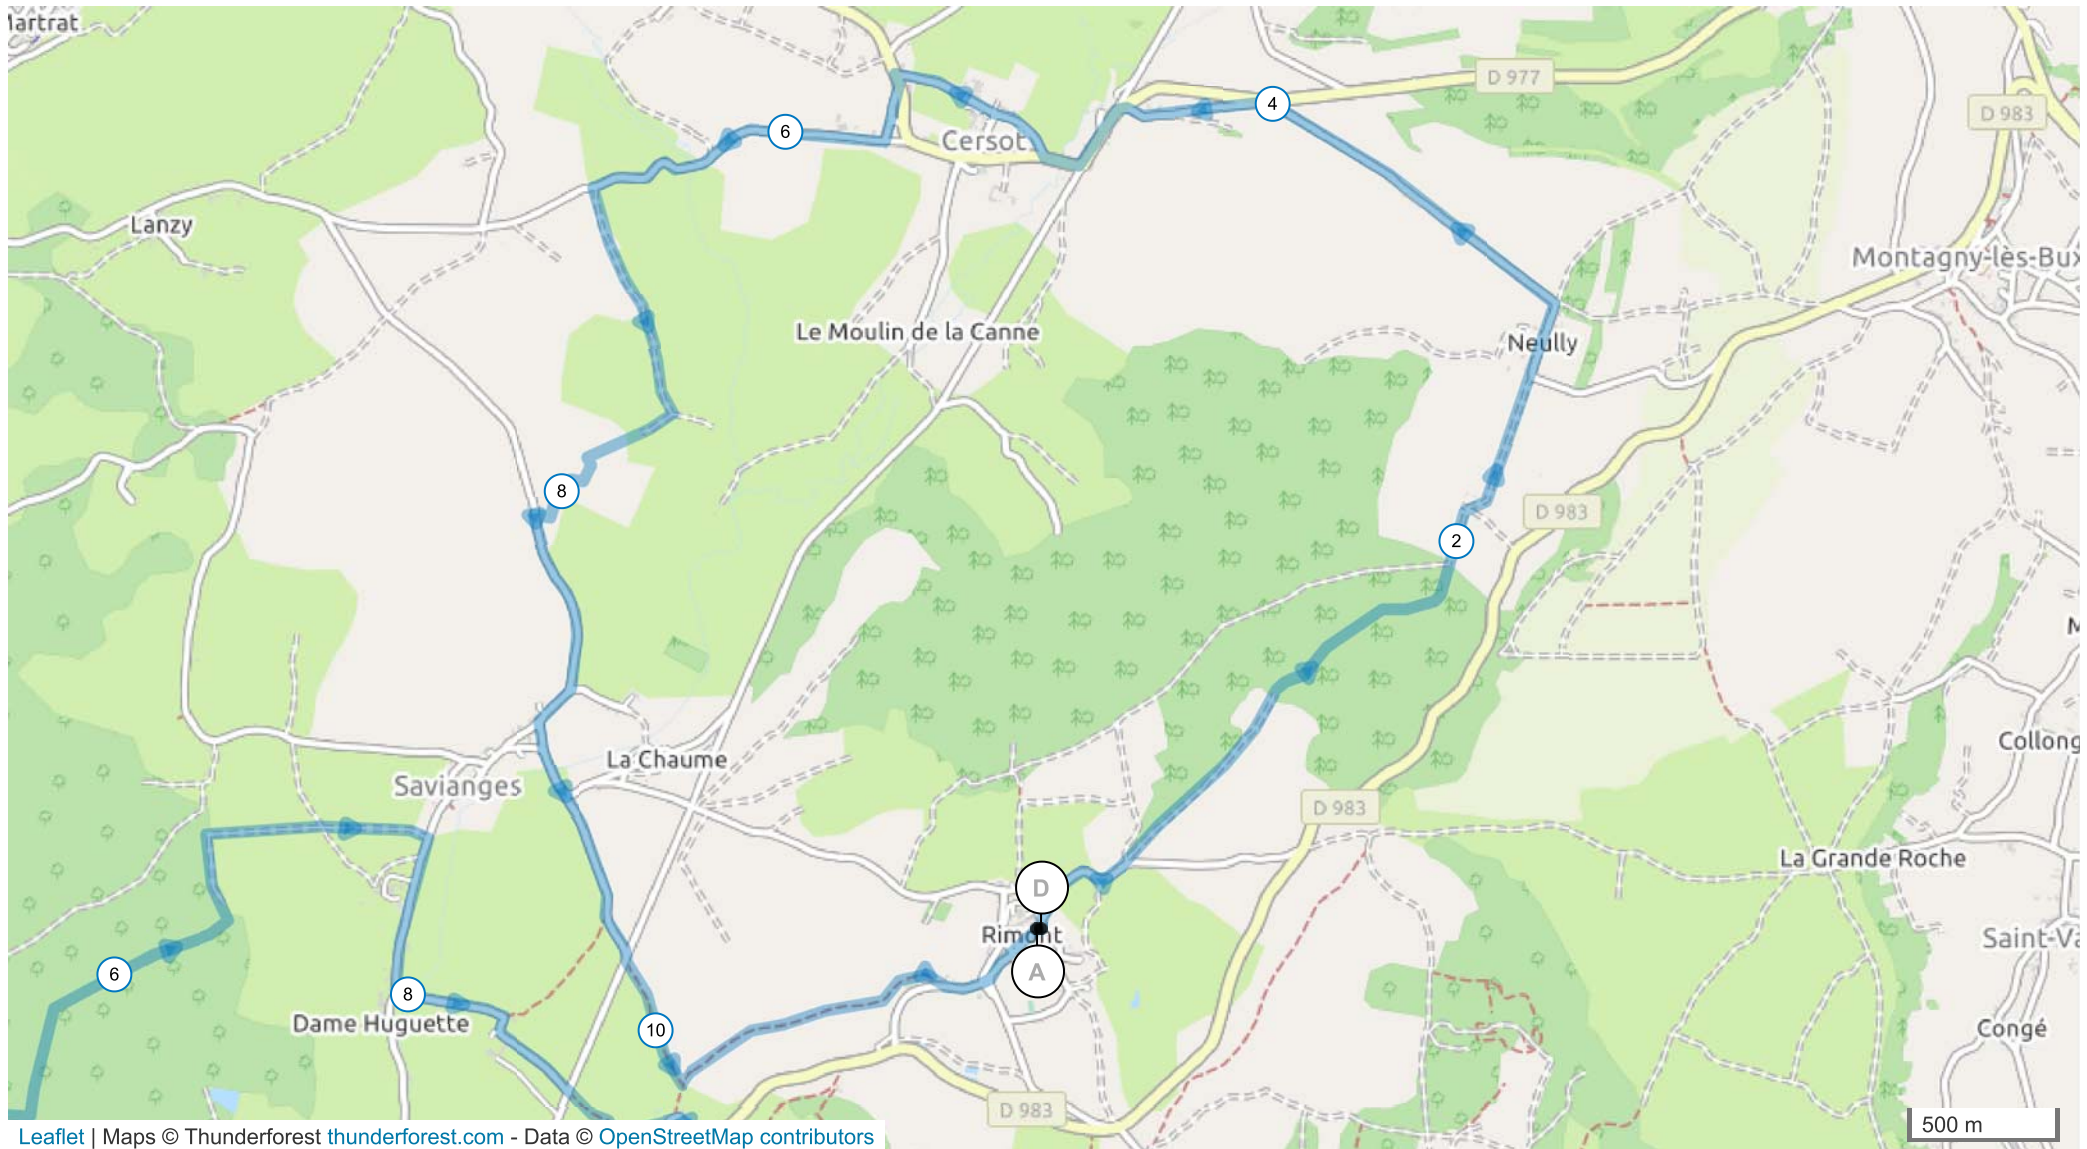 D 977
4
D 983
6
Cersot
Lanzy
Montagny-lès-Bux
Le Moulin de la Canne
Neully
8
D 983
2
Collong
La Chaume
Savianges
D 983
La Grande Roche
D
Rimont
Saint-Va
A
6
8
Dame Huguette
10
Congé
D 983
500 m
Leaflet | Maps © Thunderforest thunderforest.com - Data © OpenStreetMap contributors